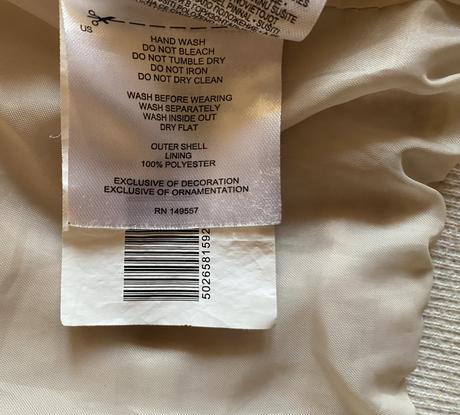 US
HAND WASH
DO NOT BLEACH
DO NOT TUMBLE DRY
DO NOT IRON
DO NOT DRY CLEAN
WASH BEFORE WEARING
WASH SEPARATELY
WASH INSIDE OUT
DRY FLAT
OUTER SHELL
LINING
100% POLYESTER
EXCLUSIVE OF DECORATION
EXCLUSIVE OF ORNAMENTATION
RN 149557
5026581592